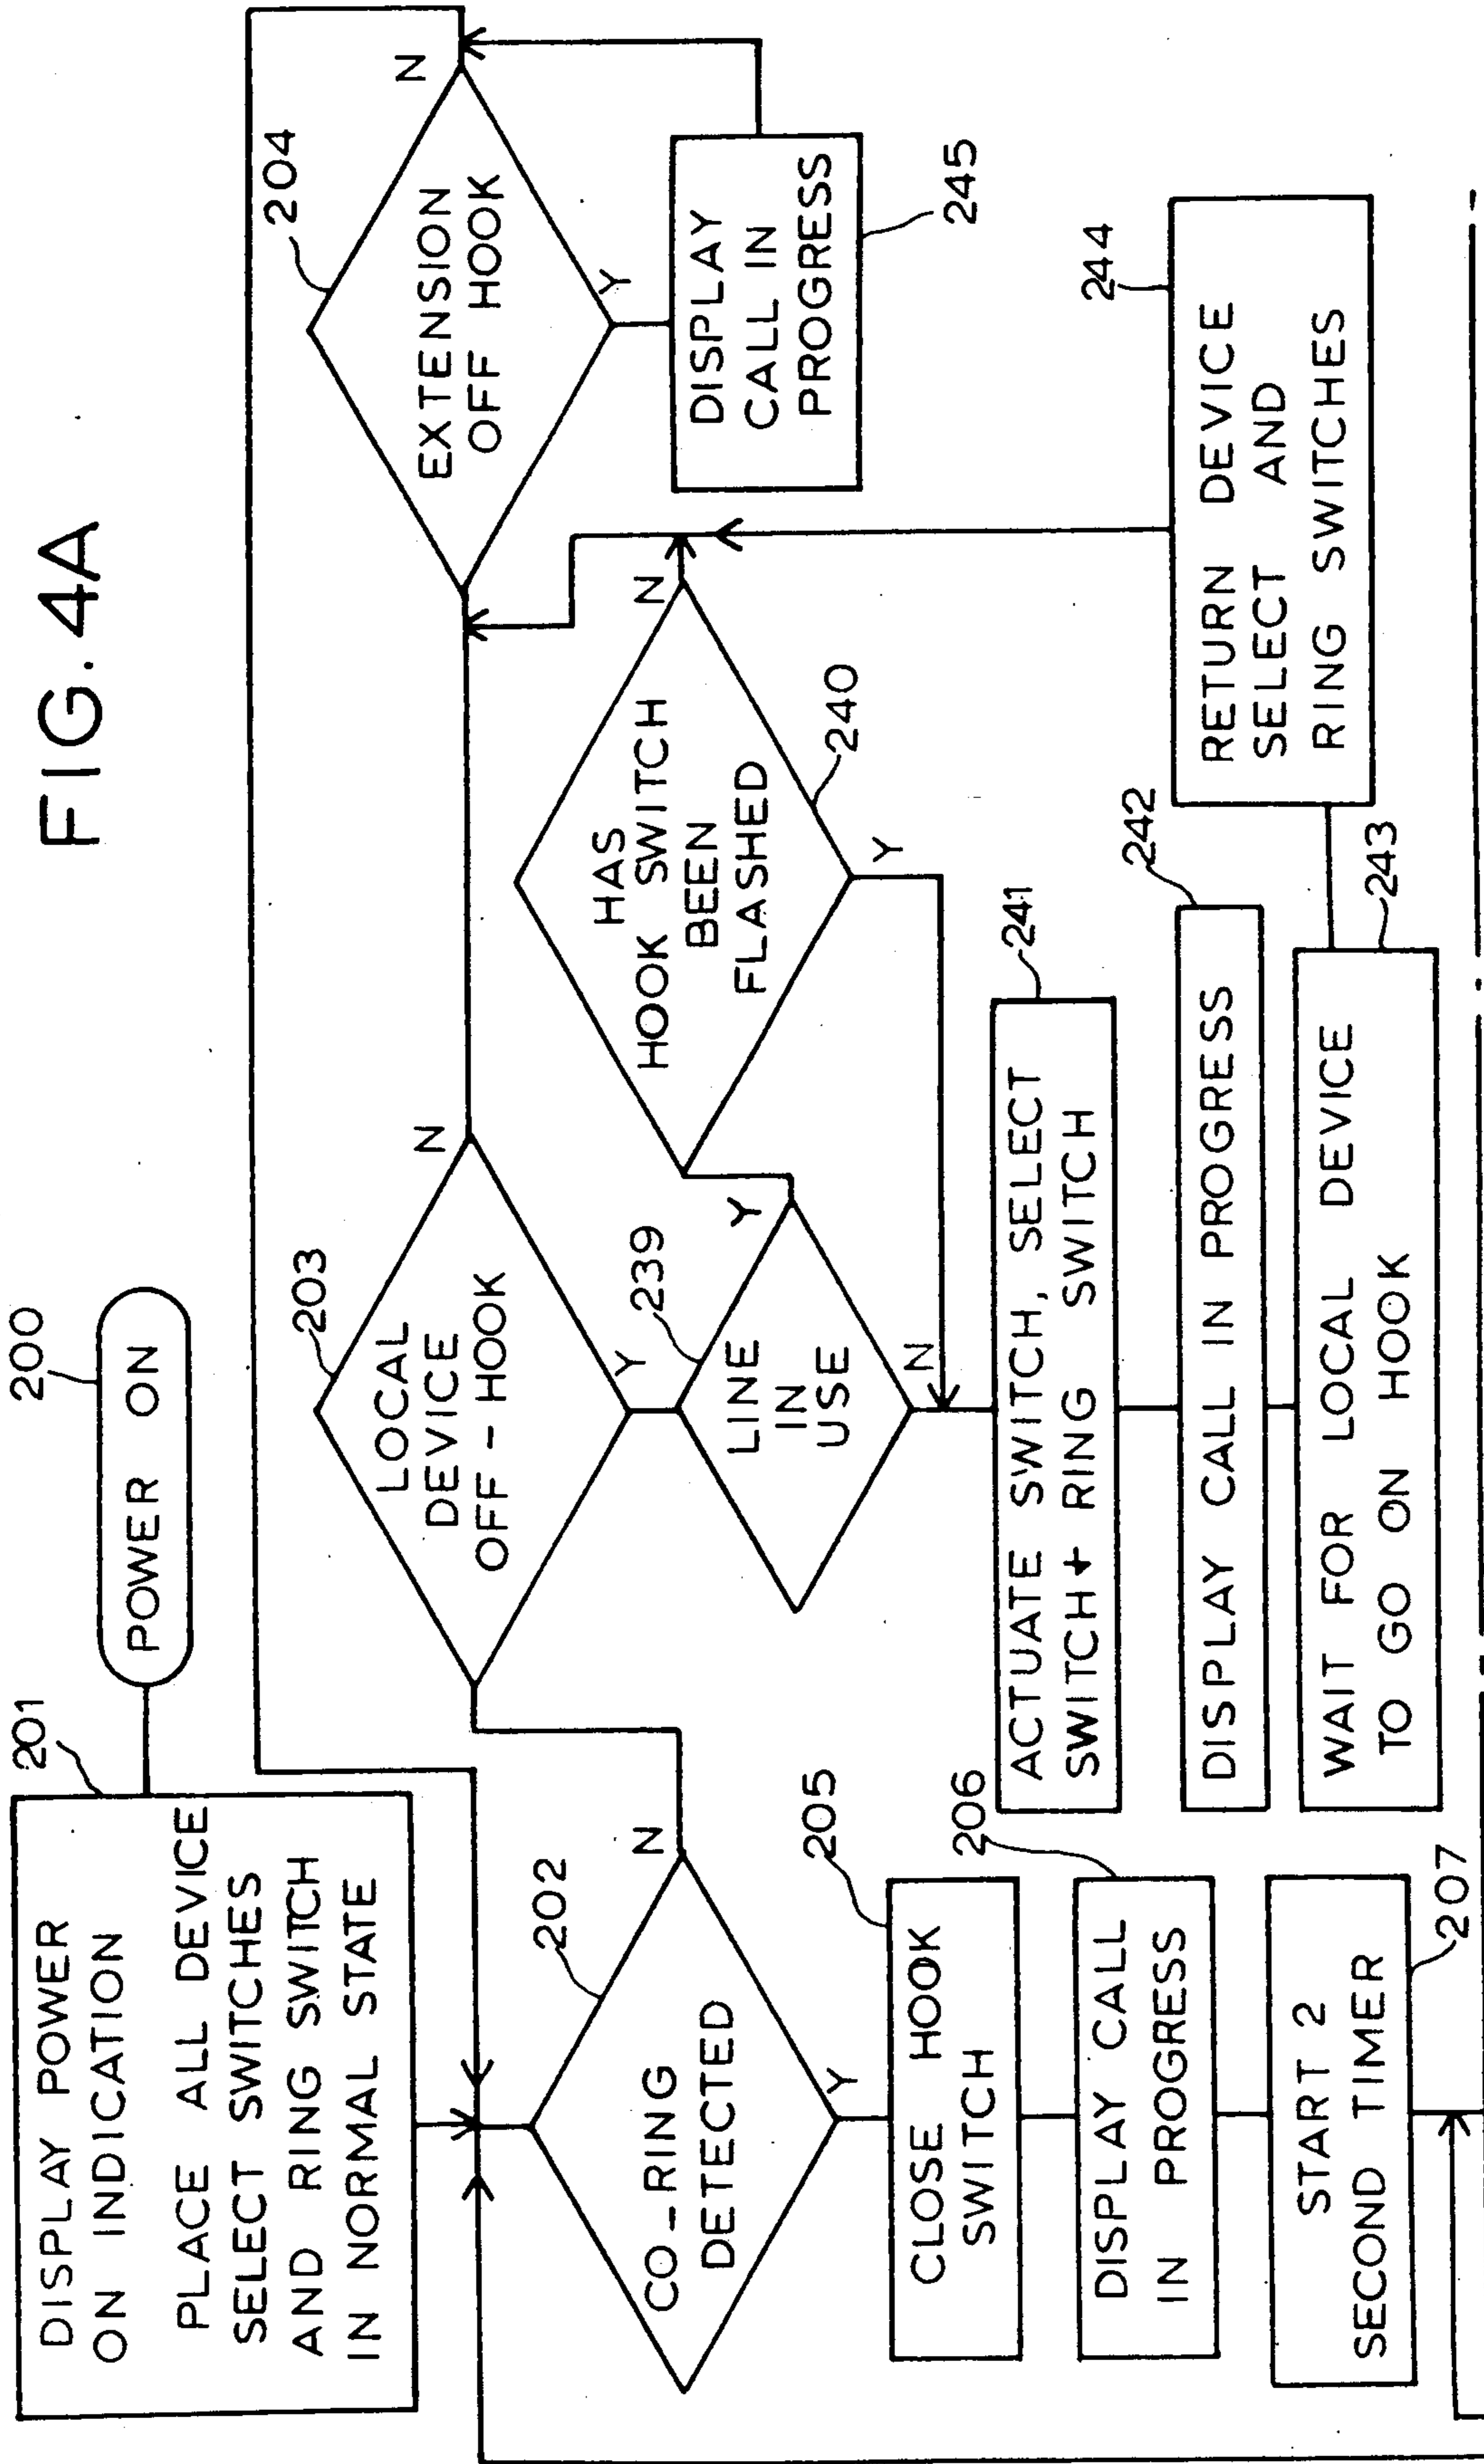 FIG. 4A
200
POWER ON
201
DISPLAY POWER
ON INDICATION
PLACE ALL DEVICE
SELECT SWITCHES
AND RING SWITCH
IN NORMAL STATE
202
CO_RING
DETECTED
N
Y
205
CLOSE HOOK
SWITCH
206
DISPLAY CALL
IN PROGRESS
START 2
SECOND TIMER
207
203
LOCAL
DEVICE
OFF-HOOK
N
Y
239
LINE
IN
USE
Y
N
HAS
HOOK SWITCH
BEEN
FLASHED
240
N
Y
241
ACTUATE SWITCH, SELECT
SWITCH + RING SWITCH
242
DISPLAY CALL IN PROGRESS
WAIT FOR LOCAL DEVICE
TO GO ON HOOK
243
244
RETURN DEVICE
SELECT AND
RING SWITCHES
204
EXTENSION
OFF HOOK
N
Y
DISPLAY
CALL IN
PROGRESS
245